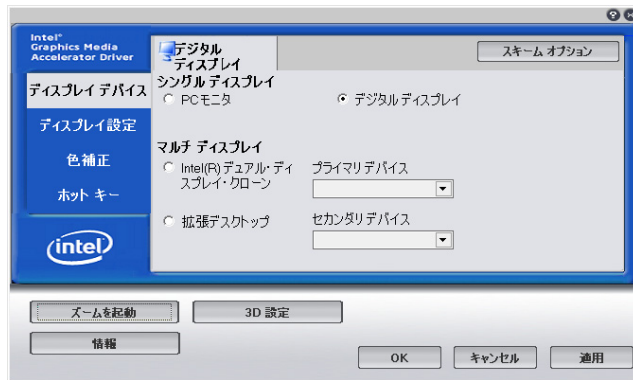 Intel®
Graphics Media
Accelerator Driver
デジタル
ディスプレイ
スキーム オプション
ディスプレイ デバイス
シングル ディスプレイ
PCモニタ
デジタル ディスプレイ
ディスプレイ設定
マルチ ディスプレイ
色補正
Intel(R) デュアル・ディ
スプレイ・クローン
プライマリ デバイス
ホット キー
拡張デスクトップ
セカンダリ デバイス
intel
ズームを起動
3D 設定
情報
OK
キャンセル
適用